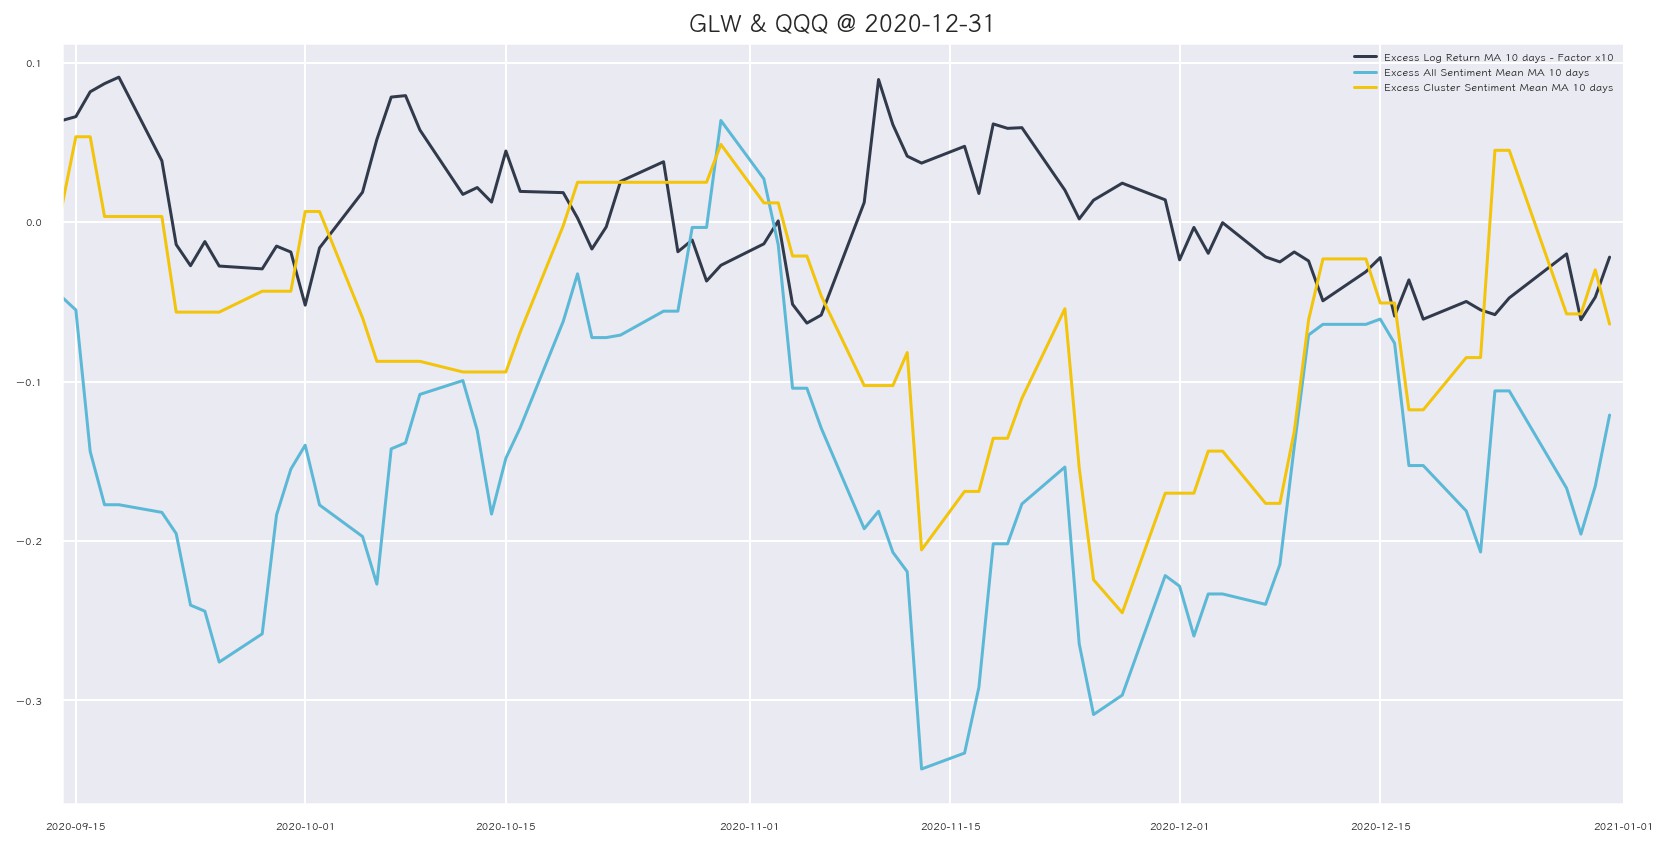 GLW & QQQ @ 2020-12-31
Excess Log Return MA 10 days - Factor x10
Excess All Sentiment Mean MA 10 days
Excess Cluster Sentiment Mean MA 10 days
0.1
0.0
−0.1
−0.2
−0.3
2020-09-15 2020-10-01 2020-10-15 2020-11-01 2020-11-15 2020-12-01 2020-12-15 2021-01-01